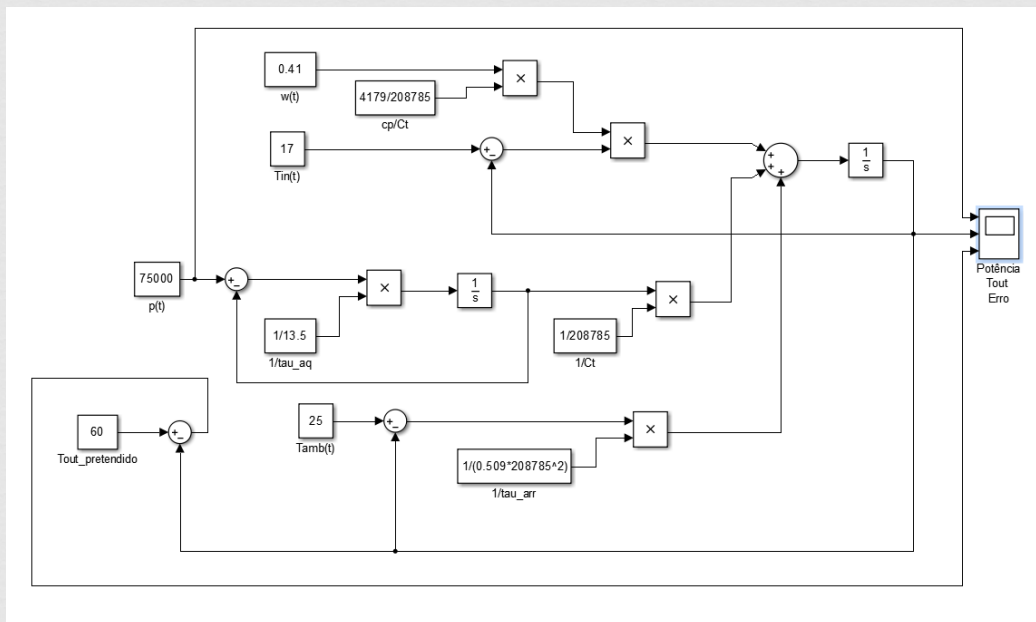 0.41
w(t)
×
4179/208785
cp/Ct
×
17
Tin(t)
+
−
+
+
+
1
s
Potência
Tout
Erro
75000
p(t)
+
−
×
1
s
1/13.5
1/tau_aq
×
1/208785
1/Ct
60
Tout_pretendido
+
−
25
Tamb(t)
+
−
×
1/(0.509*208785^2)
1/tau_arr